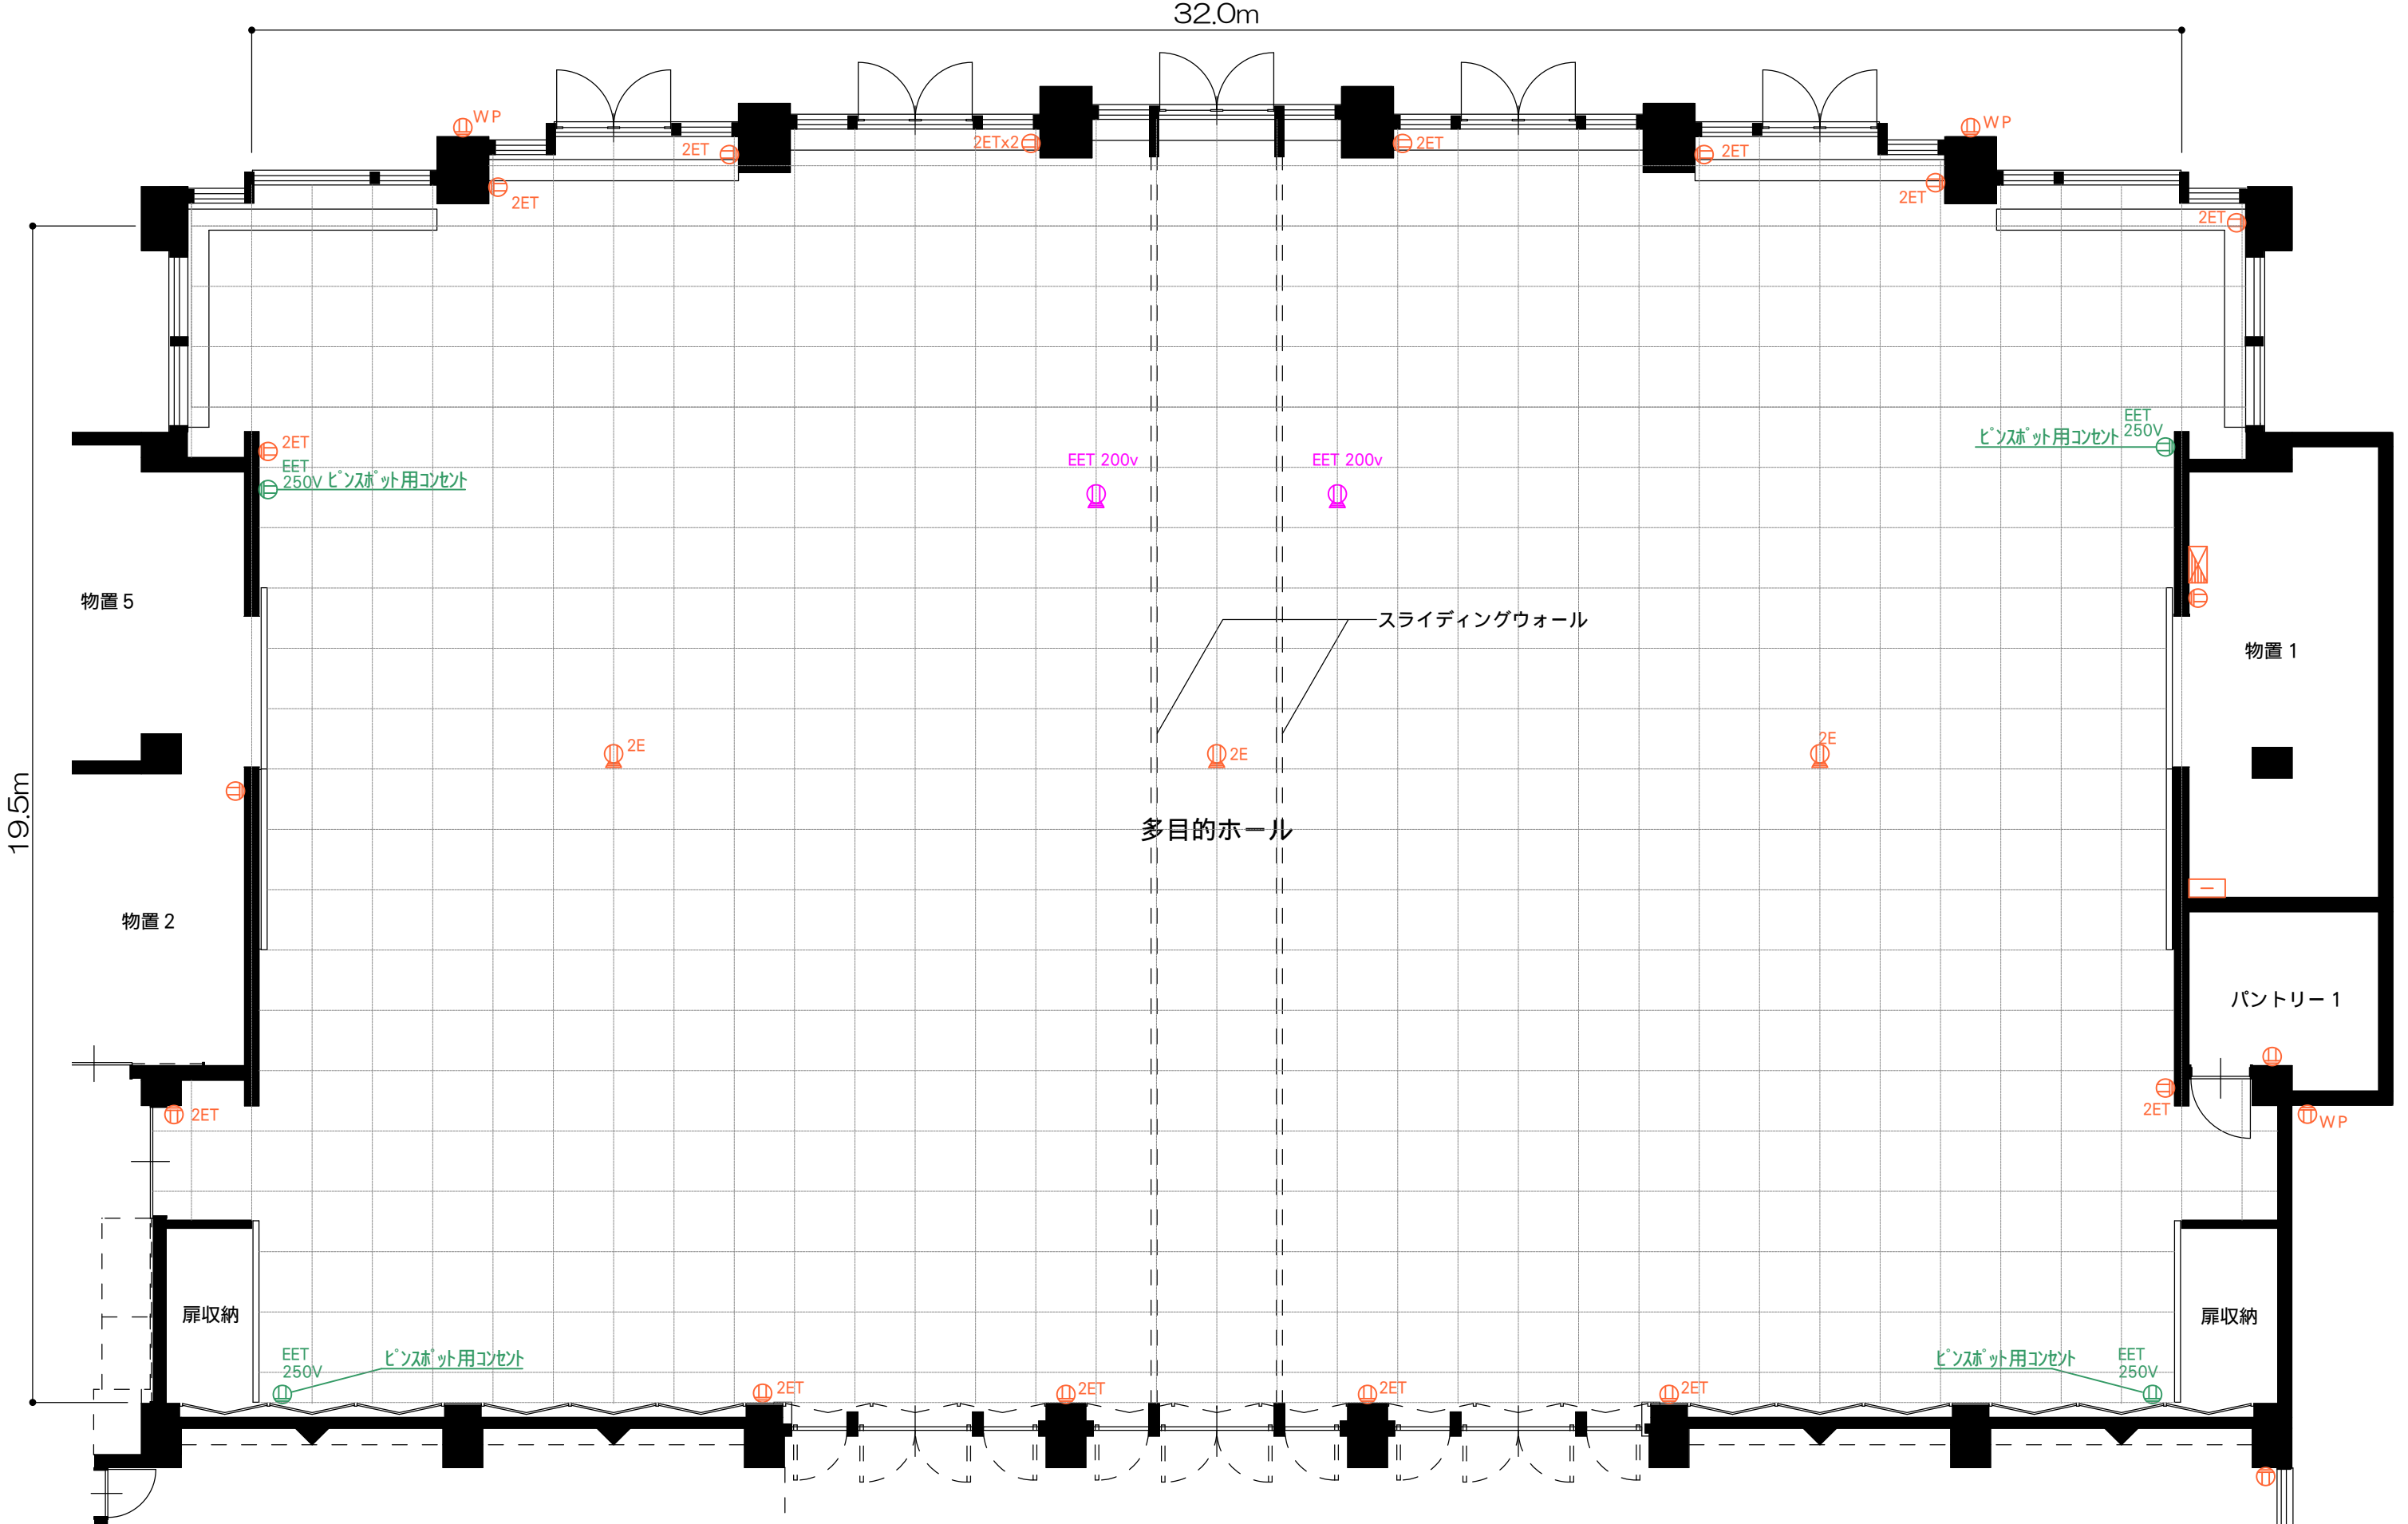 32.0m
WP
WP
2ET
2ETx2
2ET
2ET
2ET
2ET
2ET
2ET
EET
250V
ピンスポット用コンセント
EET
250V
ピンスポット用コンセント
EET 200v
EET 200v
物置5
スライディングウォール
物置1
2E
2E
2E
19.5m
多目的ホール
物置2
パントリー1
2ET
2ET
WP
扉収納
扉収納
EET
250V
ピンスポット用コンセント
ピンスポット用コンセント
EET
250V
2ET
2ET
2ET
2ET